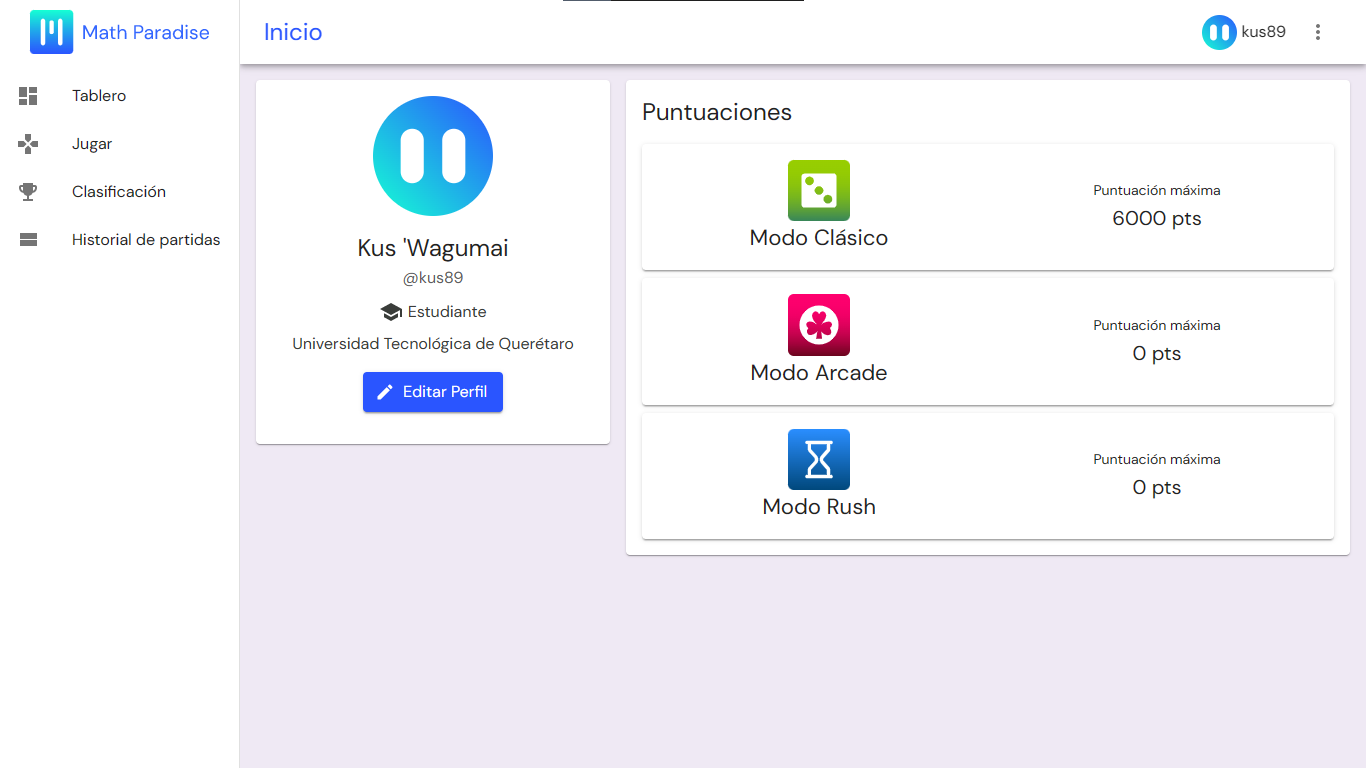 Math Paradise
Tablero
Jugar
Clasificación
Historial de partidas
Inicio
kus89
Kus 'Wagumai
@kus89
Estudiante
Universidad Tecnológica de Querétaro
Editar Perfil
Puntuaciones
Modo Clásico
Puntuación máxima
6000 pts
Modo Arcade
Puntuación máxima
0 pts
Modo Rush
Puntuación máxima
0 pts